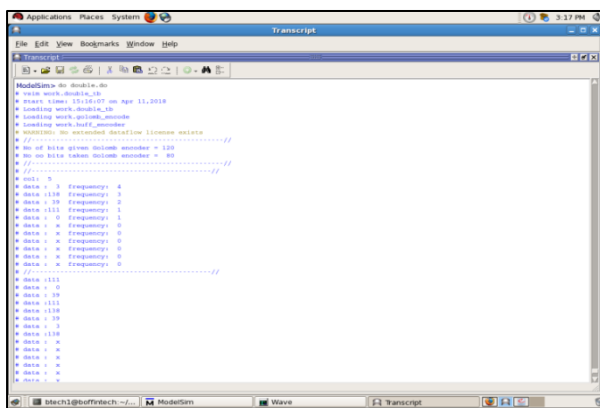 Applications Places System 3:17 PM
Transcript
File Edit View Bookmarks Window Help
Transcript
ModelSim> do double.do
# vsim work.double_tb
# Start time: 15:16:07 on Apr 11,2018
# Loading work.double_tb
# Loading work.golomb_encode
# Loading work.huff_encoder
# WARNING: No extended dataflow license exists
# //---------------------------------------------//
# No of bits given Golomb encoder = 120
# No oo bits taken Golomb encoder = 80
# //---------------------------------------------//
# //------------------------------------------//
# col: 5
# data : 3 frequency: 4
# data :138 frequency: 3
# data : 39 frequency: 2
# data :111 frequency: 1
# data : 0 frequency: 1
# data : x frequency: 0
# data : x frequency: 0
# data : x frequency: 0
# data : x frequency: 0
# data : x frequency: 0
# data : x frequency: 0
# //------------------------------------------//
# data :111
# data : 0
# data : 39
# data :111
# data :138
# data : 39
# data : 3
# data :138
# data : x
# data : x
# data : x
# data : x
# data : x
# data : x
btech1@boffintech:~/... ModelSim Wave Transcript